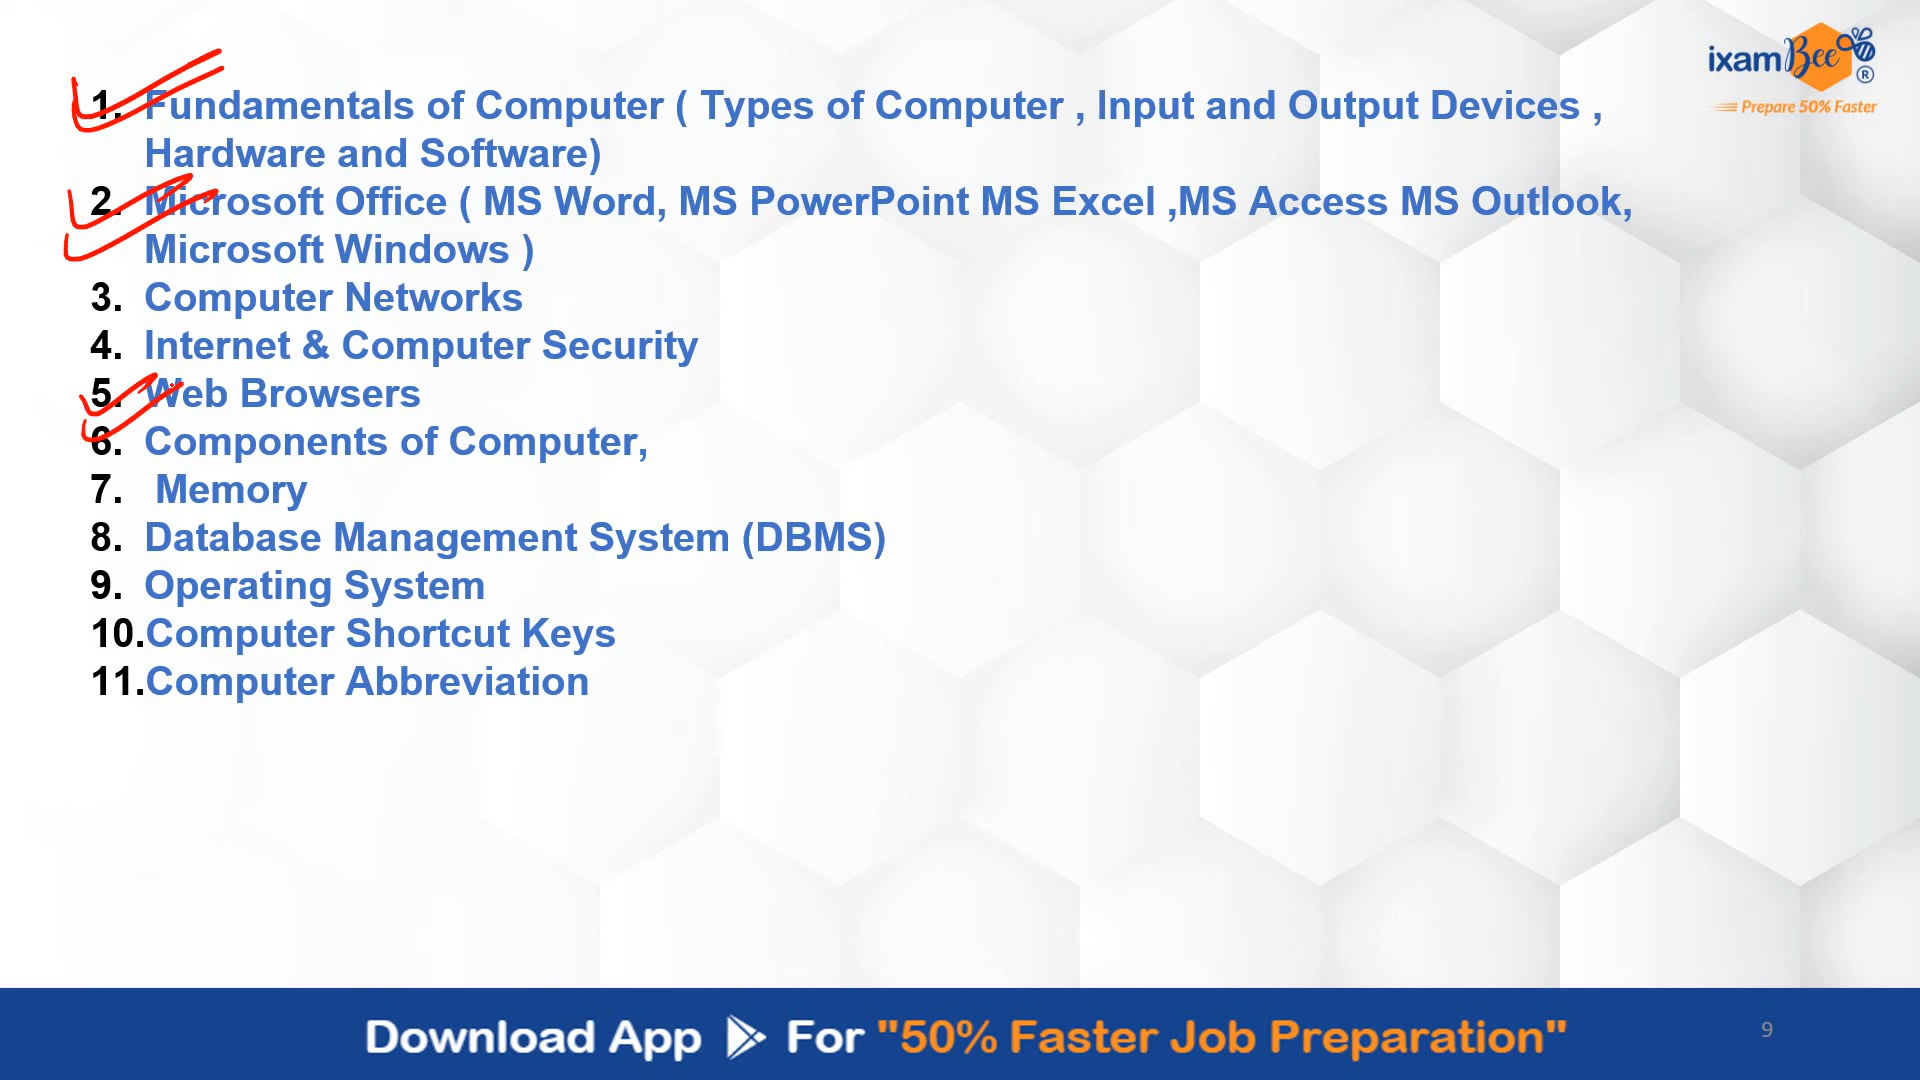 ixamBee®
Prepare 50% Faster
1. Fundamentals of Computer ( Types of Computer , Input and Output Devices ,
Hardware and Software)
2. Microsoft Office ( MS Word, MS PowerPoint MS Excel ,MS Access MS Outlook,
Microsoft Windows )
3. Computer Networks
4. Internet & Computer Security
5. Web Browsers
6. Components of Computer,
7. Memory
8. Database Management System (DBMS)
9. Operating System
10.Computer Shortcut Keys
11.Computer Abbreviation
Download App For "50% Faster Job Preparation"
9